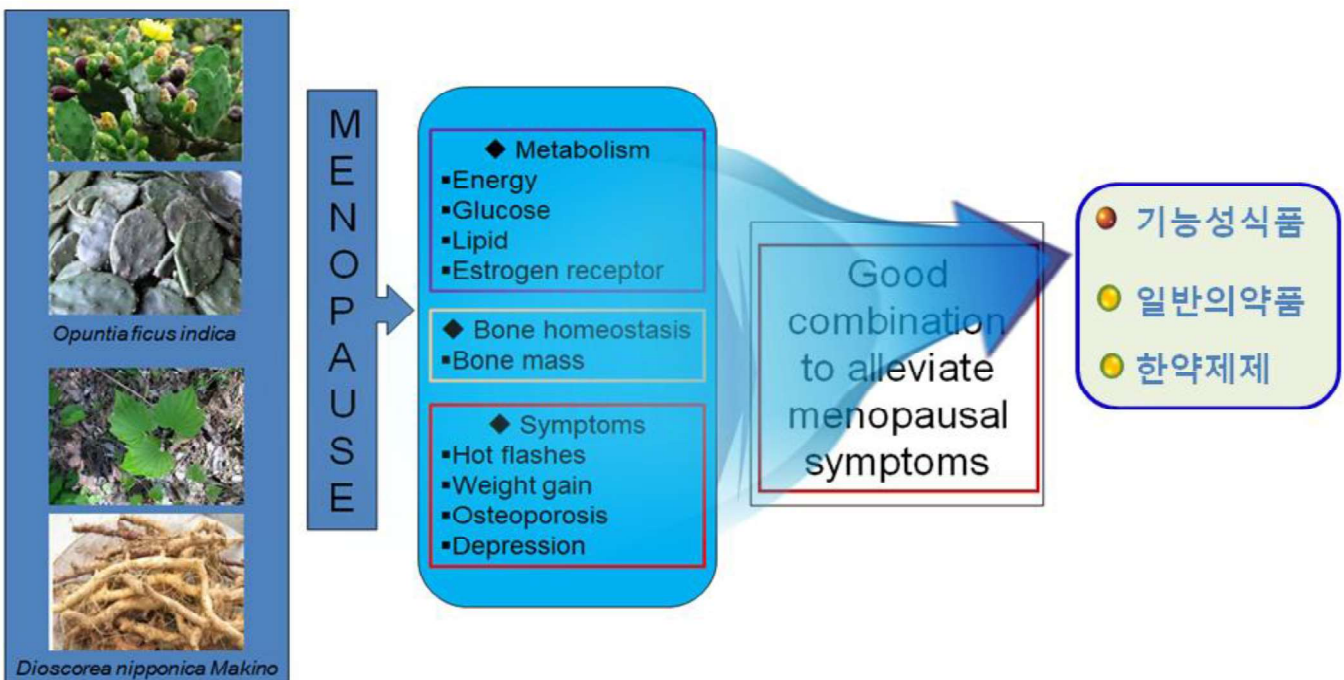 Opuntia ficus indica
Dioscorea nipponica Makino
MENOPAUSE
◆ Metabolism
▪Energy
▪Glucose
▪Lipid
▪Estrogen receptor
◆ Bone homeostasis
▪Bone mass
◆ Symptoms
▪Hot flashes
▪Weight gain
▪Osteoporosis
▪Depression
Good
combination
to alleviate
menopausal
symptoms
기능성식품
일반의약품
한약제제